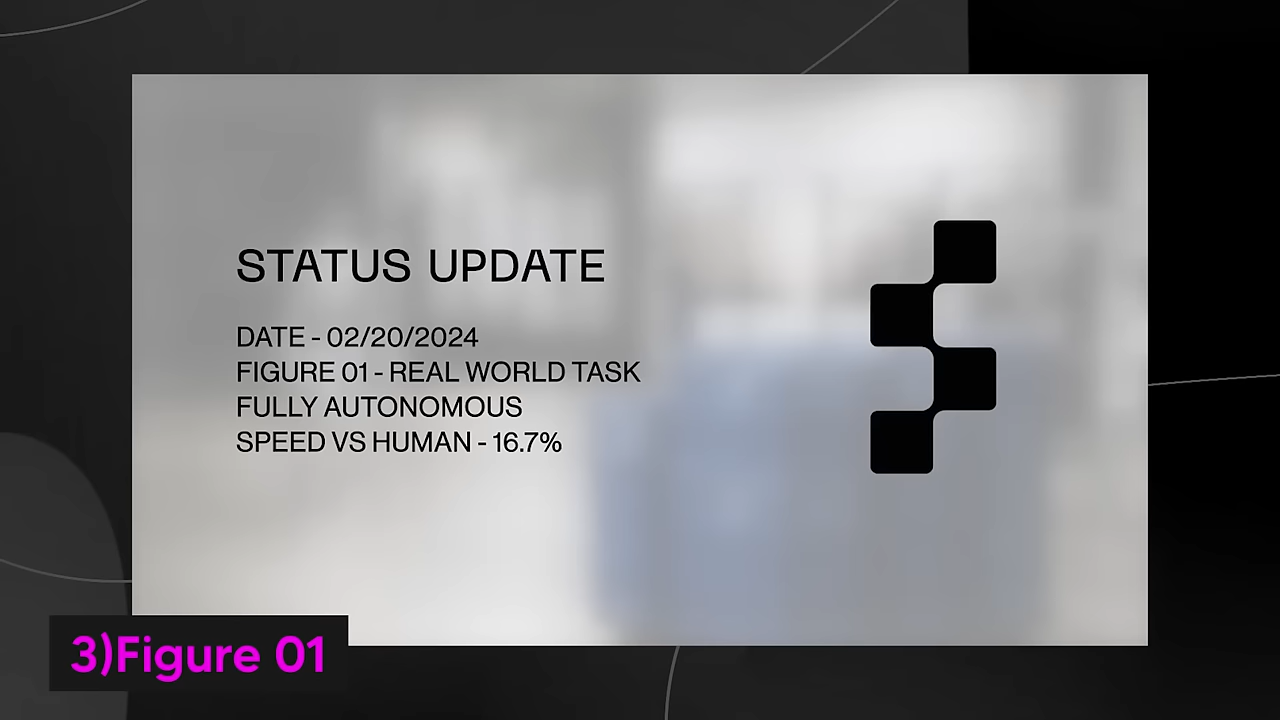 STATUS UPDATE
DATE - 02/20/2024
FIGURE 01 - REAL WORLD TASK
FULLY AUTONOMOUS
SPEED VS HUMAN - 16.7%
3)Figure 01